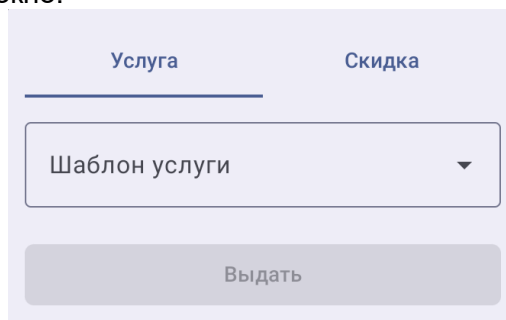 Услуга Скидка
Шаблон услуги
Выдать